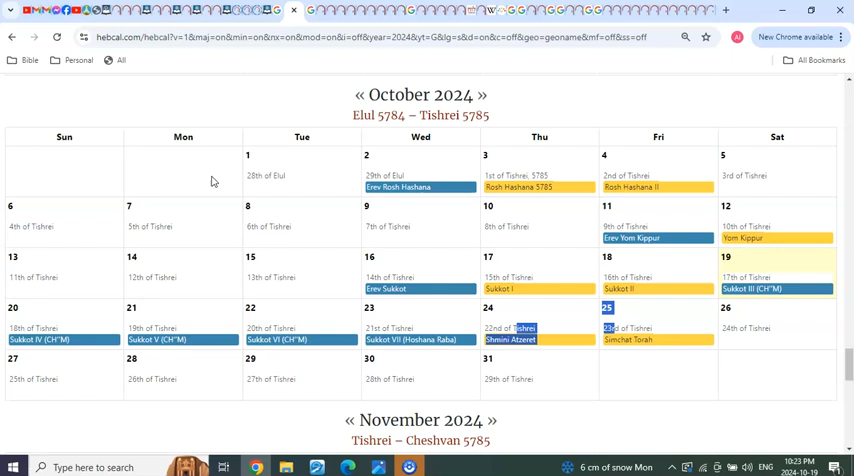 hebcal.com/hebcal?v=1&maj=on&min=on&nx=on&mod=on&i=off&year=2024&yt=G&lg=s&d=on&c=off&geo=geoname&mf=off&ss=off
AI
New Chrome available
Bible
Personal
All
All Bookmarks
« October 2024 »
Elul 5784 – Tishrei 5785
Sun Mon Tue Wed Thu Fri Sat
1 2 3 4 5
28th of Elul 29th of Elul 1st of Tishrei, 5785 2nd of Tishrei 3rd of Tishrei
Erev Rosh Hashana Rosh Hashana 5785 Rosh Hashana II
6 7 8 9 10 11 12
4th of Tishrei 5th of Tishrei 6th of Tishrei 7th of Tishrei 8th of Tishrei 9th of Tishrei 10th of Tishrei
Erev Yom Kippur Yom Kippur
13 14 15 16 17 18 19
11th of Tishrei 12th of Tishrei 13th of Tishrei 14th of Tishrei 15th of Tishrei 16th of Tishrei 17th of Tishrei
Erev Sukkot Sukkot I Sukkot II Sukkot III (CH''M)
20 21 22 23 24 25 26
18th of Tishrei 19th of Tishrei 20th of Tishrei 21st of Tishrei 22nd of Tishrei 23rd of Tishrei 24th of Tishrei
Sukkot IV (CH''M) Sukkot V (CH''M) Sukkot VI (CH''M) Sukkot VII (Hoshana Raba) Shmini Atzeret Simchat Torah
27 28 29 30 31
25th of Tishrei 26th of Tishrei 27th of Tishrei 28th of Tishrei 29th of Tishrei
« November 2024 »
Tishrei – Cheshvan 5785
Type here to search
6 cm of snow Mon
ENG
10:23 PM
2024-10-19